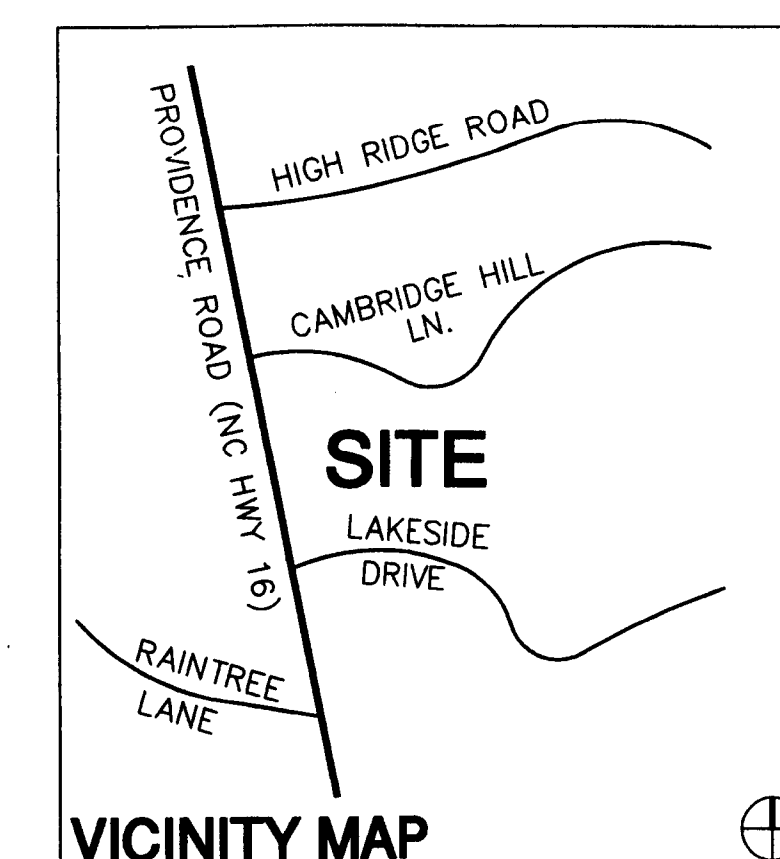 PROVIDENCE ROAD (NC HWY 16)
HIGH RIDGE ROAD
CAMBRIDGE HILL
LN.
SITE
LAKESIDE
DRIVE
RAINTREE
LANE
VICINITY MAP